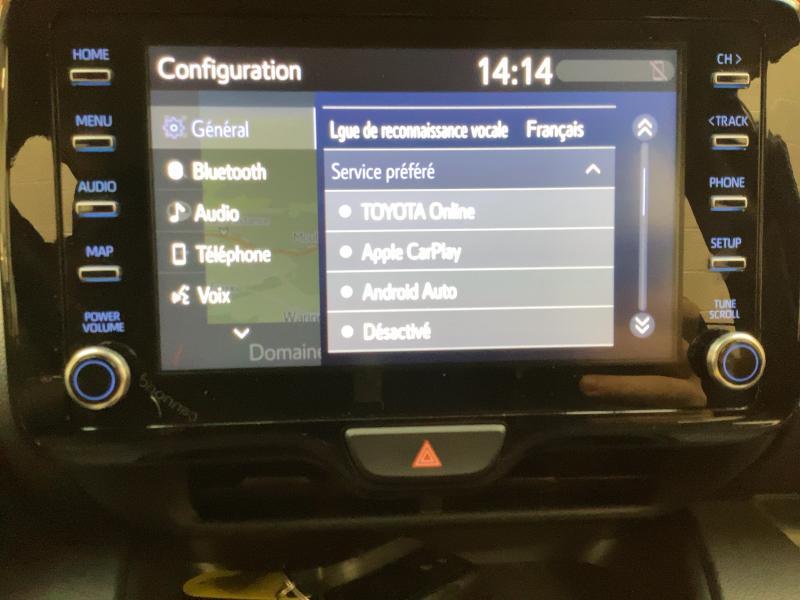 HOME
MENU
AUDIO
MAP
POWER
VOLUME
Configuration
14:14
Général
Bluetooth
Audio
Téléphone
Voix
Domaine
Lgue de reconnaissance vocale Français
Service préféré
TOYOTA Online
Apple CarPlay
Android Auto
Désactivé
CH >
< TRACK
PHONE
SETUP
TUNE
SCROLL